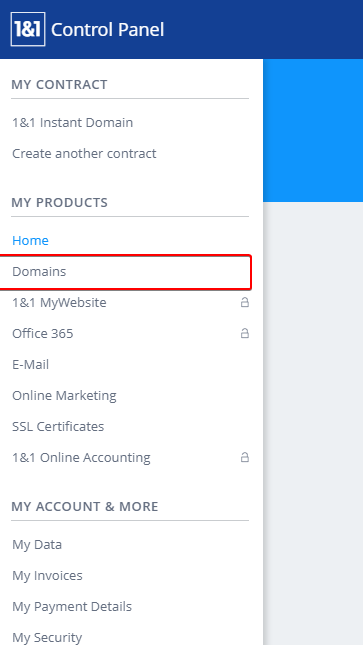 1&1 Control Panel
MY CONTRACT
1&1 Instant Domain
Create another contract
MY PRODUCTS
Home
Domains
1&1 MyWebsite
Office 365
E-Mail
Online Marketing
SSL Certificates
1&1 Online Accounting
MY ACCOUNT & MORE
My Data
My Invoices
My Payment Details
My Security